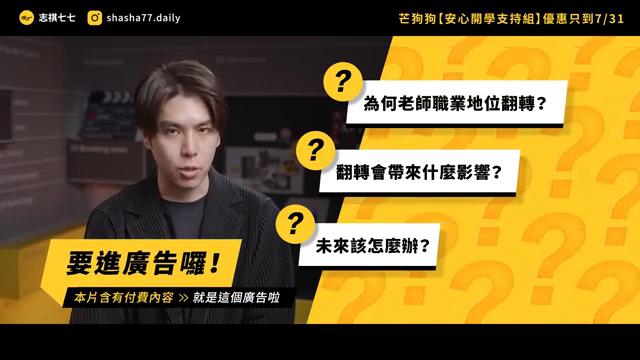 志祺七七
shasha77.daily
芒狗狗【安心開學支持組】優惠只到7/31
?
為何老師職業地位翻轉?
?
翻轉會帶來什麼影響?
?
未來該怎麼辦?
要進廣告囉!
本片含有付費內容 >> 就是這個廣告啦